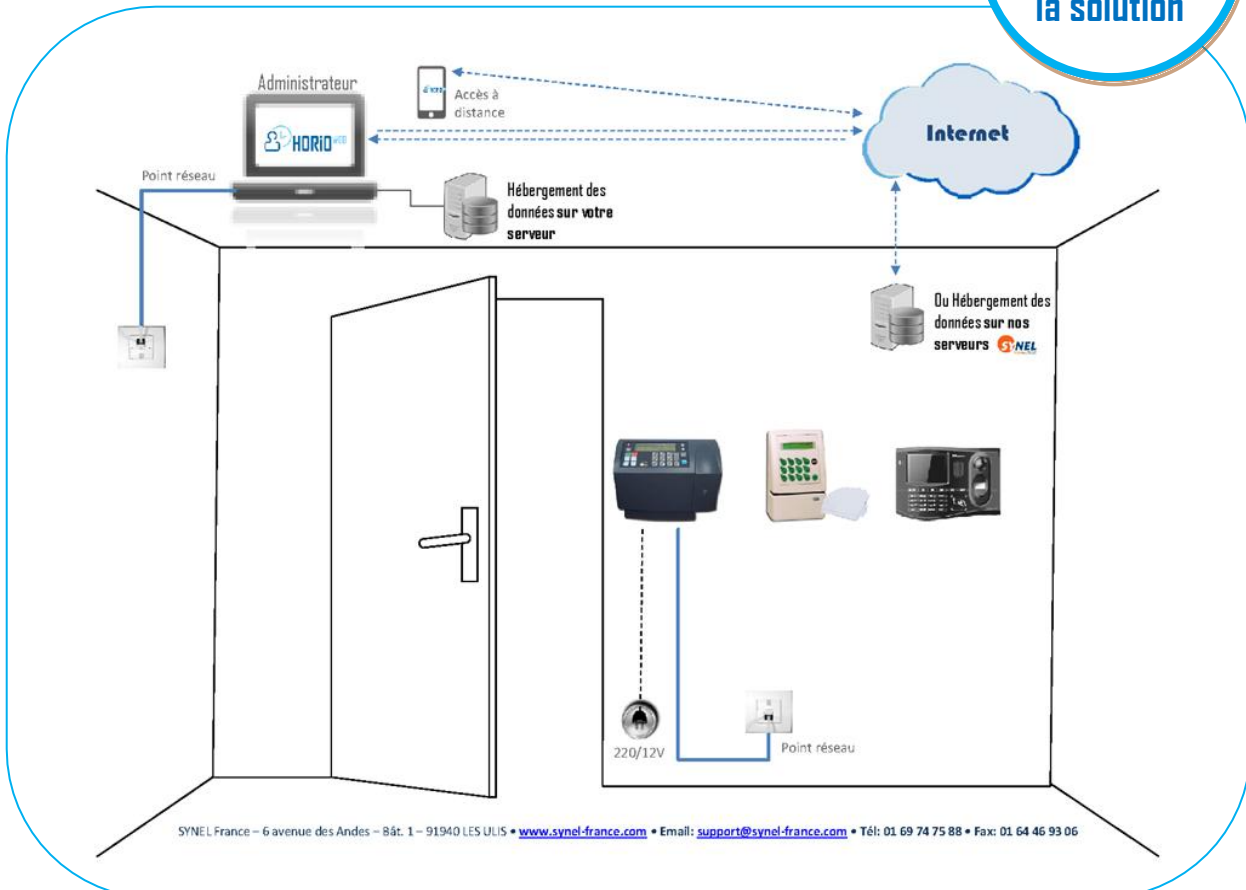 la solution
Administrateur
Accès à
distance
HORIO
Internet
Point réseau
Hébergement des
données sur votre
serveur
Ou Hébergement des
données sur nos
serveurs SYNEL
220/12V
Point réseau
SYNEL France – 6 avenue des Andes – Bât. 1 – 91940 LES ULIS • www.synel-france.com • Email: support@synel-france.com • Tél: 01 69 74 75 88 • Fax: 01 64 46 93 06